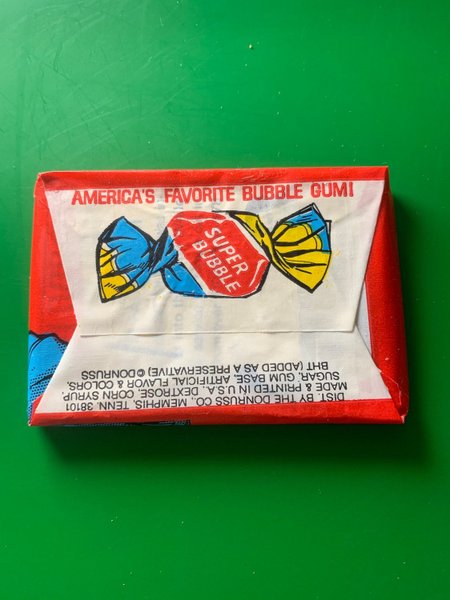 AMERICA'S FAVORITE BUBBLE GUM!
SUPER
BUBBLE
DIST. BY THE DONRUSS CO., MEMPHIS, TENN. 38101
MADE & PRINTED IN U.S.A. DEXTROSE, CORN SYRUP,
SUGAR, GUM BASE, ARTIFICIAL FLAVOR & COLORS,
BHT (ADDED AS A PRESERVATIVE) © DONRUSS